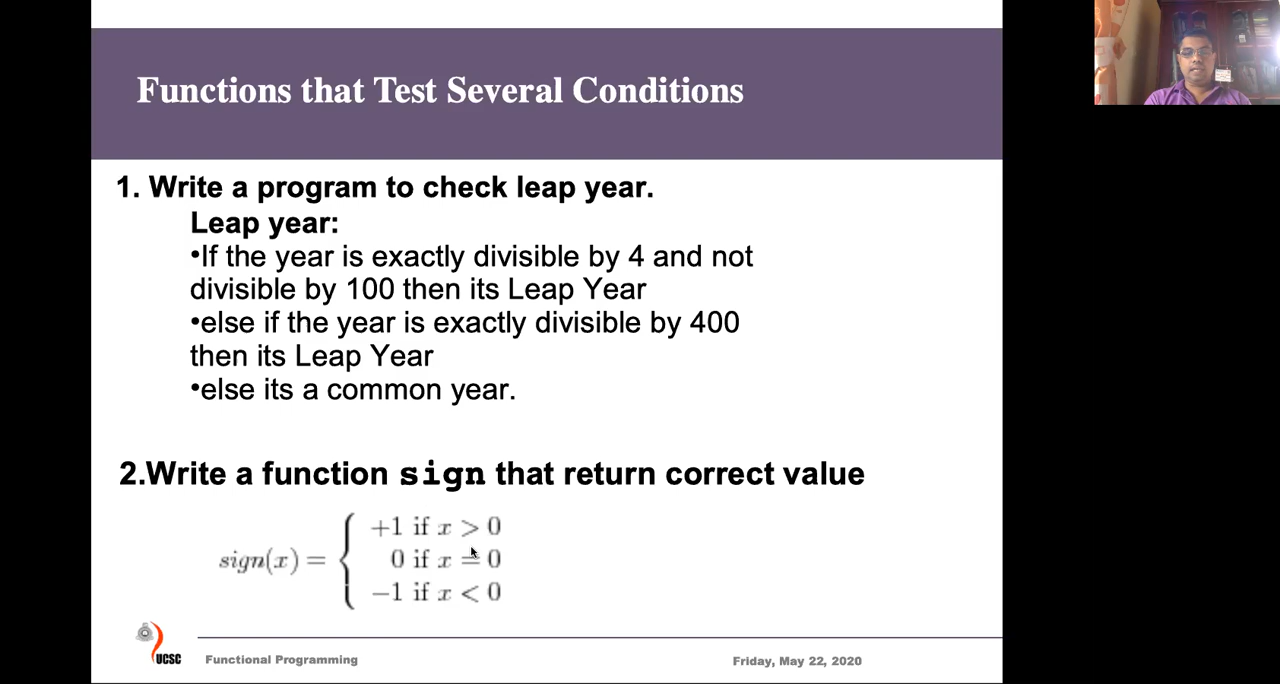 Functions that Test Several Conditions
1. Write a program to check leap year.
Leap year:
•If the year is exactly divisible by 4 and not
divisible by 100 then its Leap Year
•else if the year is exactly divisible by 400
then its Leap Year
•else its a common year.
2.Write a function sign that return correct value
+1 if x > 0
sign(x) = { 0 if x = 0
−1 if x < 0
UCSC
Functional Programming
Friday, May 22, 2020